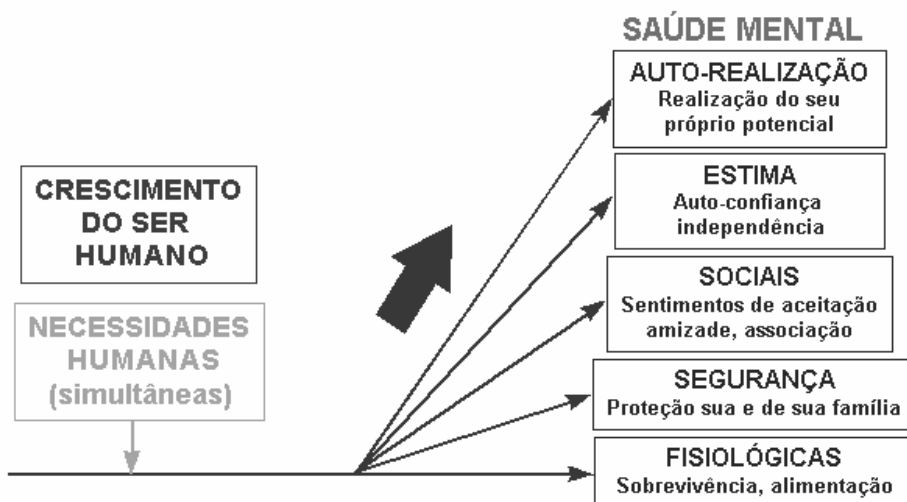 SAÚDE MENTAL
AUTO-REALIZAÇÃO
Realização do seu
próprio potencial
ESTIMA
Auto-confiança
independência
SOCIAIS
Sentimentos de aceitação
amizade, associação
SEGURANÇA
Proteção sua e de sua família
FISIOLÓGICAS
Sobrevivência, alimentação
CRESCIMENTO
DO SER
HUMANO
NECESSIDADES
HUMANAS
(simultâneas)